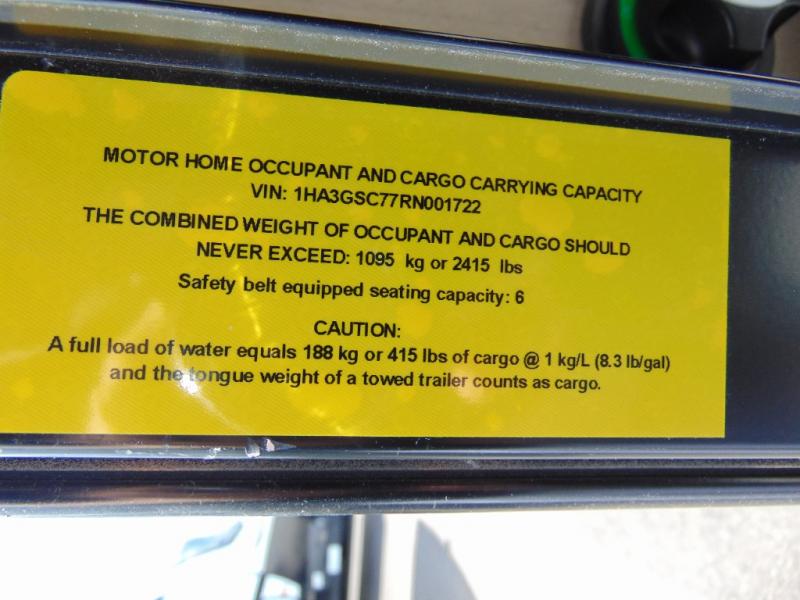 MOTOR HOME OCCUPANT AND CARGO CARRYING CAPACITY
VIN: 1HA3GSC77RN001722
THE COMBINED WEIGHT OF OCCUPANT AND CARGO SHOULD
NEVER EXCEED: 1095 kg or 2415 lbs
Safety belt equipped seating capacity: 6
CAUTION:
A full load of water equals 188 kg or 415 lbs of cargo @ 1 kg/L (8.3 lb/gal)
and the tongue weight of a towed trailer counts as cargo.